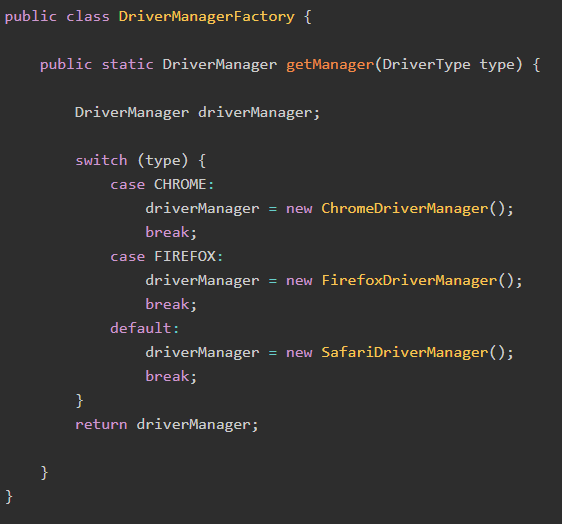 public class DriverManagerFactory {
    public static DriverManager getManager(DriverType type) {
        DriverManager driverManager;
        switch (type) {
            case CHROME:
                driverManager = new ChromeDriverManager();
                break;
            case FIREFOX:
                driverManager = new FirefoxDriverManager();
                break;
            default:
                driverManager = new SafariDriverManager();
                break;
        }
        return driverManager;
    }
}